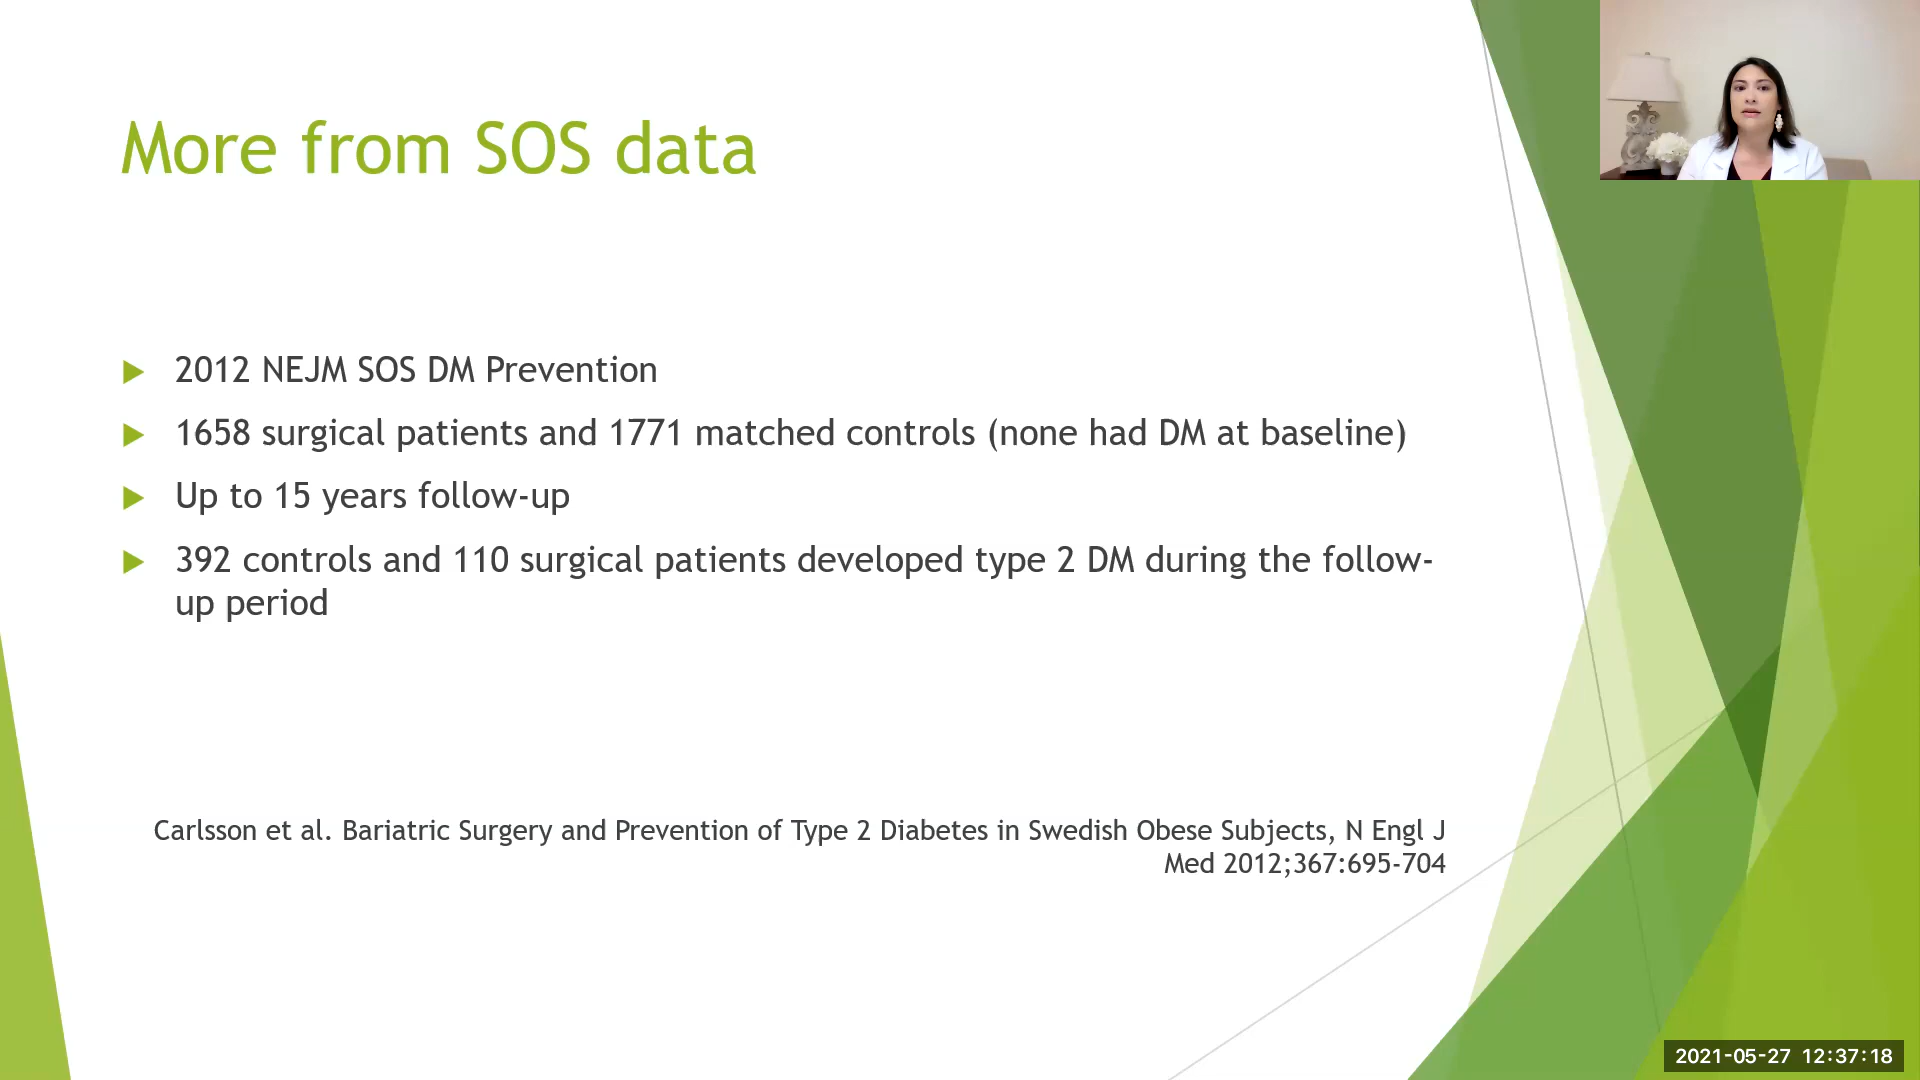 More from SOS data
2012 NEJM SOS DM Prevention
1658 surgical patients and 1771 matched controls (none had DM at baseline)
Up to 15 years follow-up
392 controls and 110 surgical patients developed type 2 DM during the follow-
up period
Carlsson et al. Bariatric Surgery and Prevention of Type 2 Diabetes in Swedish Obese Subjects, N Engl J
Med 2012;367:695-704
2021-05-27 12:37:18